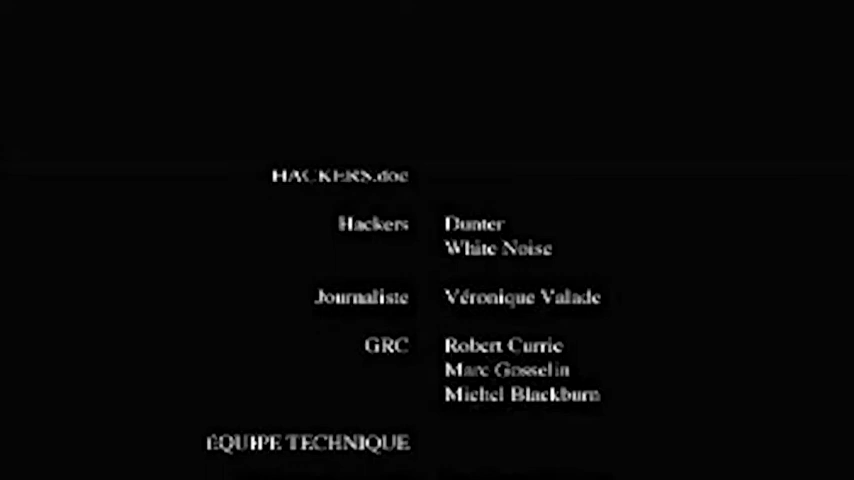 HACKERS.doc
Hackers Dunter
White Noise
Journaliste Véronique Valade
GRC Robert Currie
Marc Gosselin
Michel Blackburn
ÉQUIPE TECHNIQUE